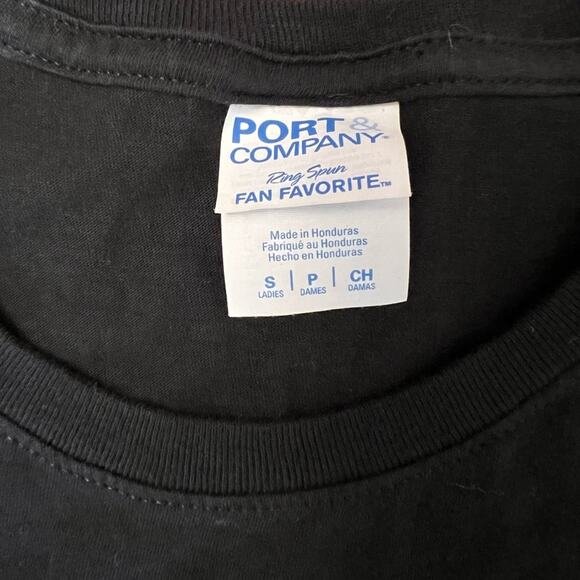 PORT &
COMPANY®
Ring Spun
FAN FAVORITE™
Made in Honduras
Fabriqué au Honduras
Hecho en Honduras
S | P | CH
LADIES DAMES DAMAS